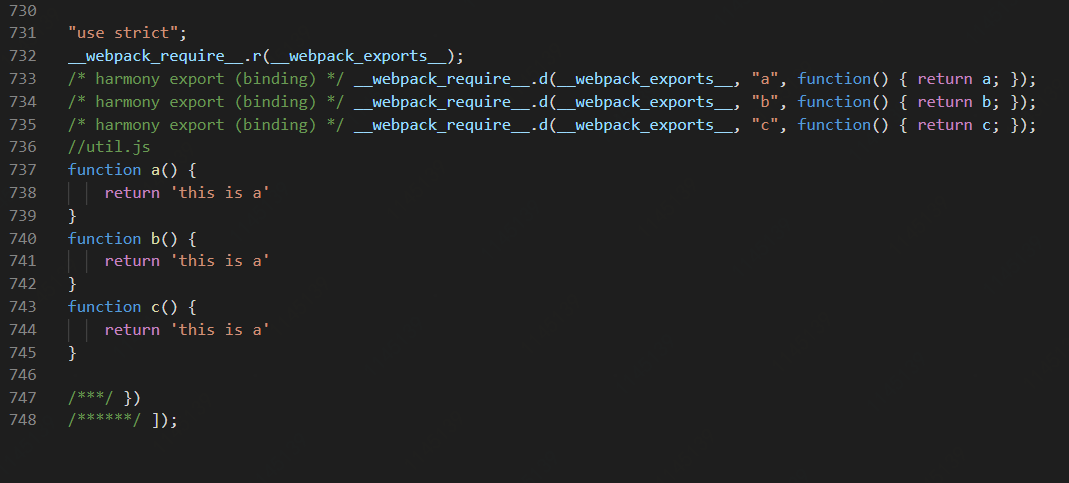 730
731 "use strict";
732 __webpack_require__.r(__webpack_exports__);
733 /* harmony export (binding) */ __webpack_require__.d(__webpack_exports__, "a", function() { return a; });
734 /* harmony export (binding) */ __webpack_require__.d(__webpack_exports__, "b", function() { return b; });
735 /* harmony export (binding) */ __webpack_require__.d(__webpack_exports__, "c", function() { return c; });
736 //util.js
737 function a() {
738     return 'this is a'
739 }
740 function b() {
741     return 'this is a'
742 }
743 function c() {
744     return 'this is a'
745 }
746
747 /***/ })
748 /******/ ]);